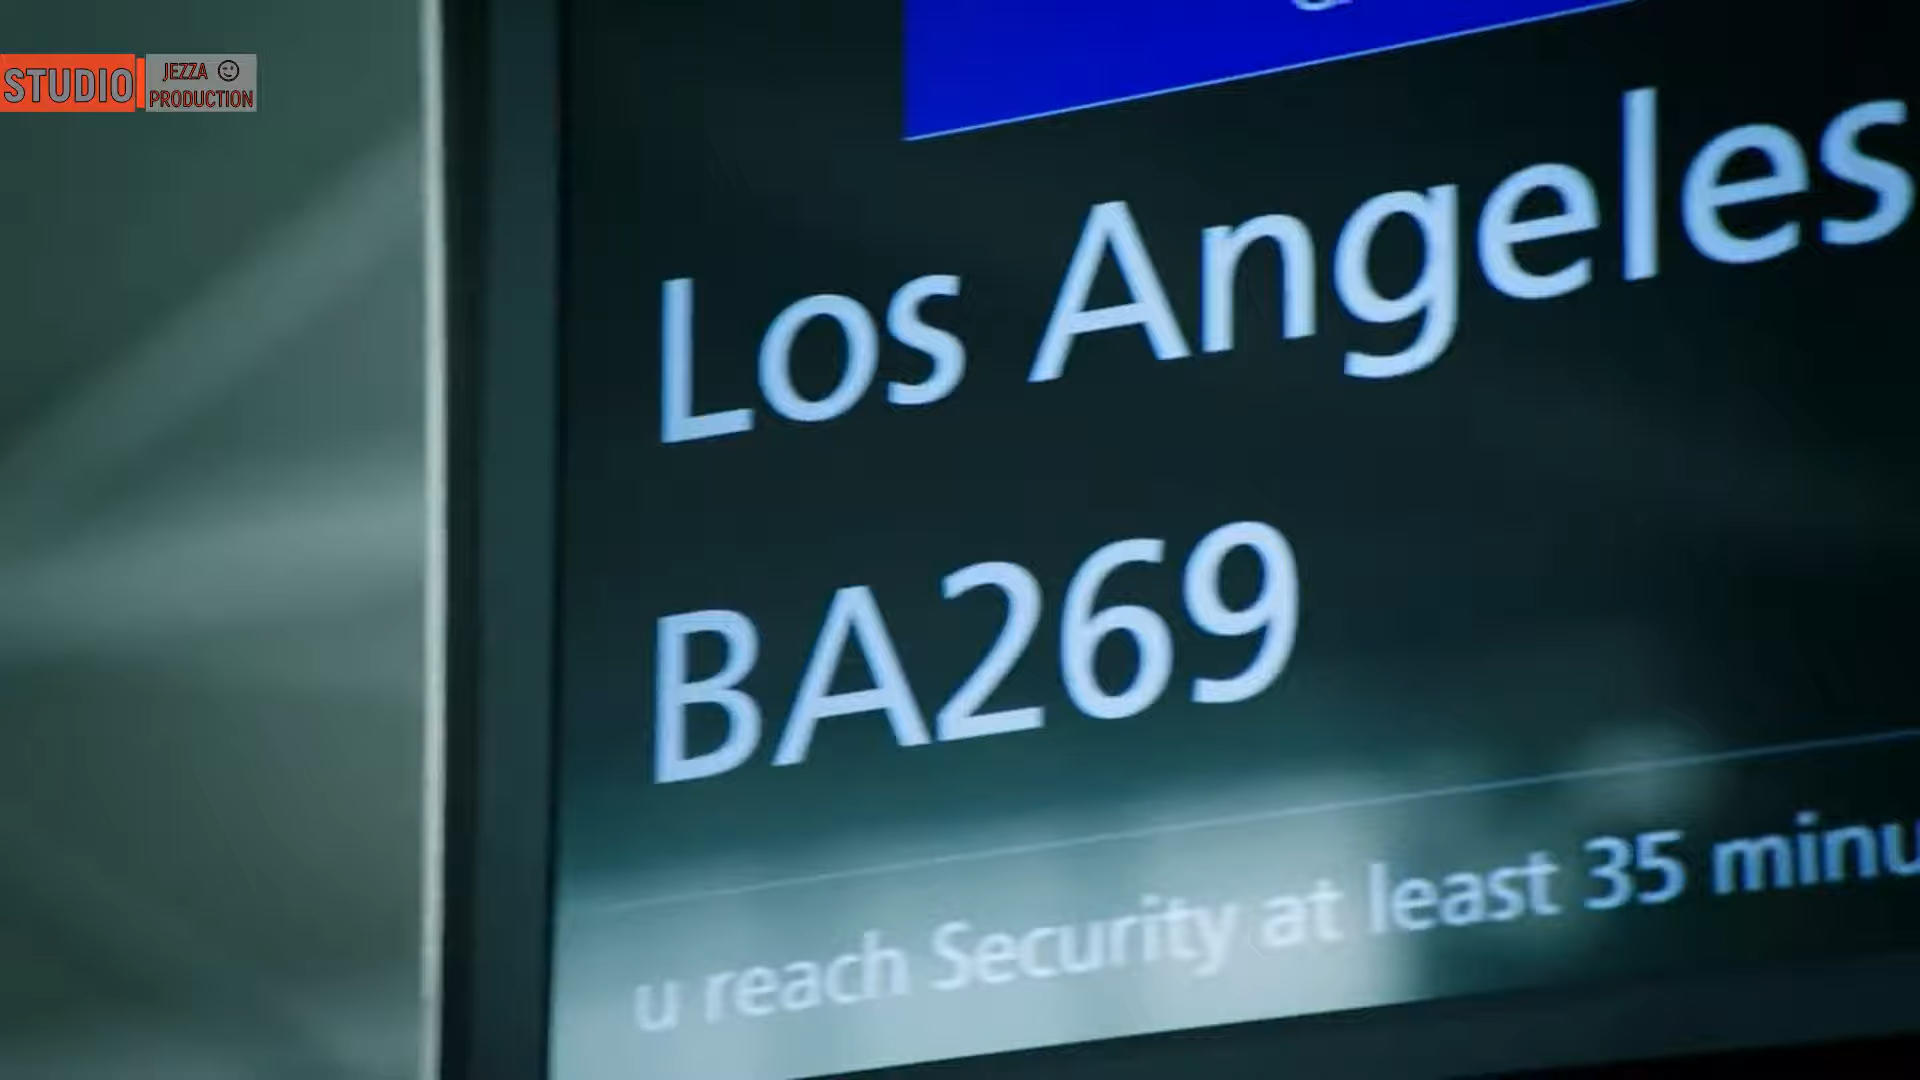 STUDIO
JEZZA
PRODUCTION
Los Angeles
BA269
u reach Security at least 35 minu